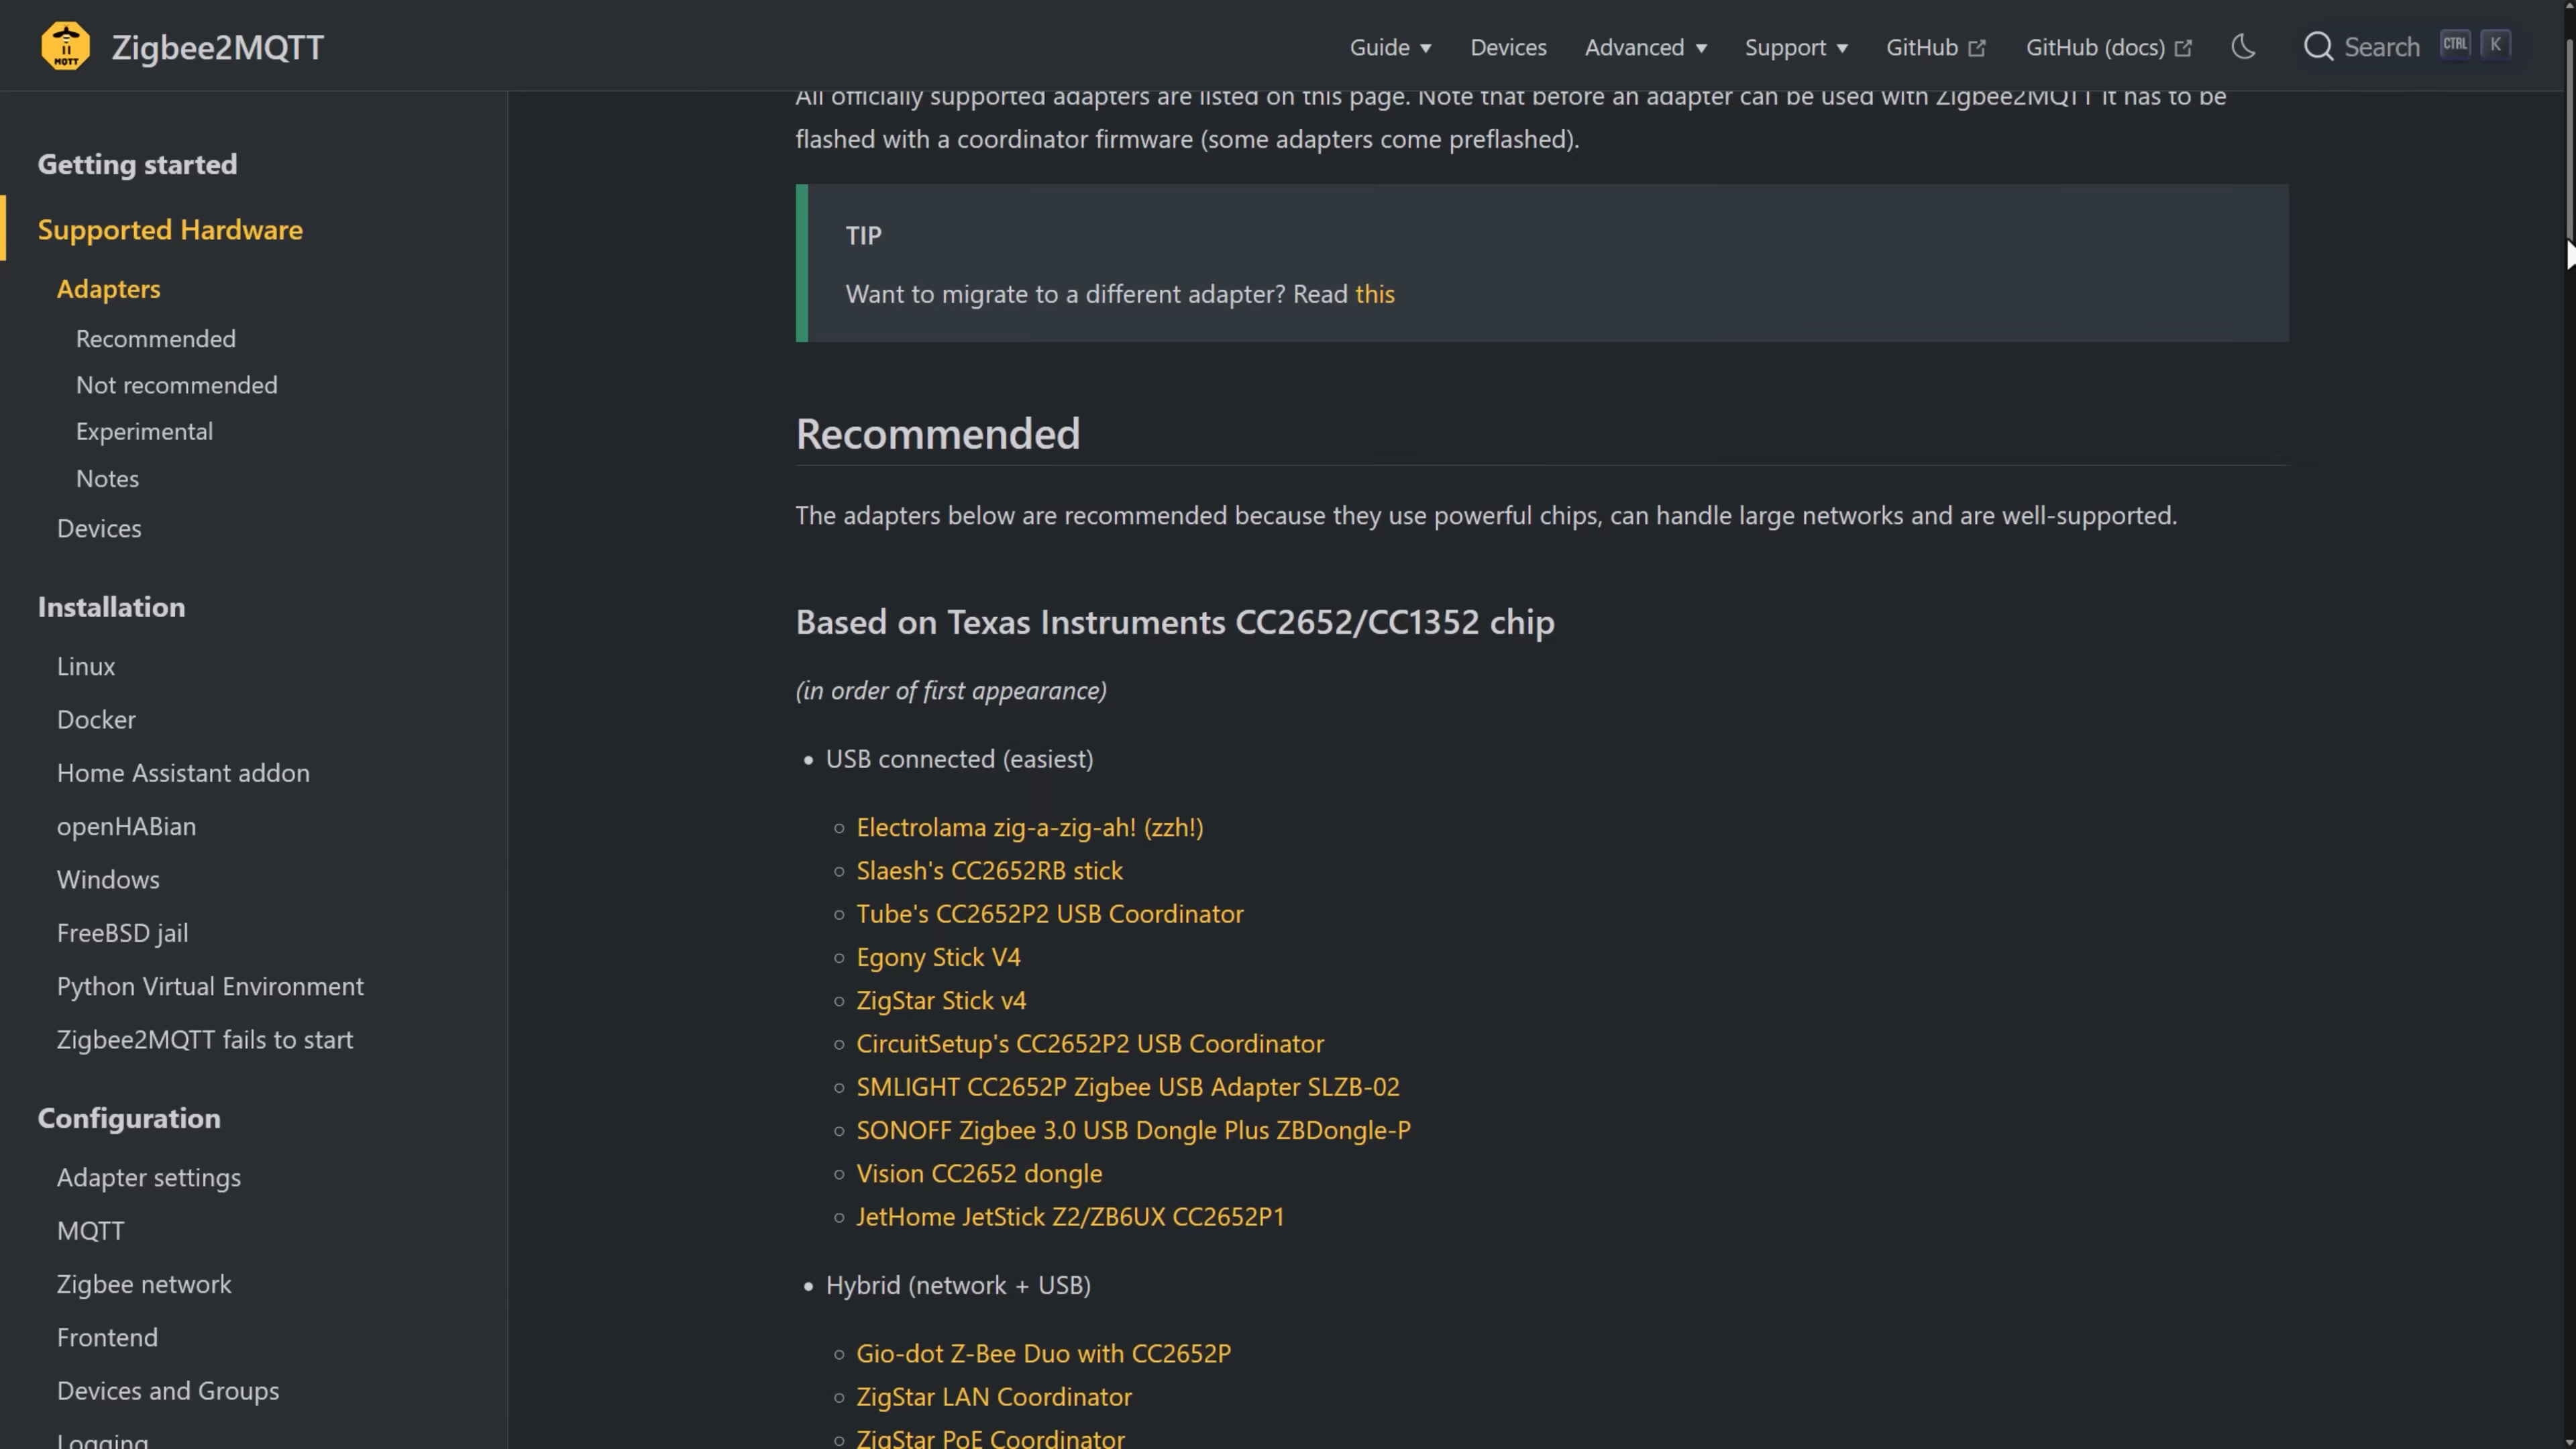 MQTT
Zigbee2MQTT
Guide
Devices
Advanced
Support
GitHub
GitHub (docs)
Search
CTRL
K
Getting started
Supported Hardware
Adapters
Recommended
Not recommended
Experimental
Notes
Devices
Installation
Linux
Docker
Home Assistant addon
openHABian
Windows
FreeBSD jail
Python Virtual Environment
Zigbee2MQTT fails to start
Configuration
Adapter settings
MQTT
Zigbee network
Frontend
Devices and Groups
Logging
All officially supported adapters are listed on this page. Note that before an adapter can be used with Zigbee2MQTT it has to be
flashed with a coordinator firmware (some adapters come preflashed).
TIP
Want to migrate to a different adapter? Read this
Recommended
The adapters below are recommended because they use powerful chips, can handle large networks and are well-supported.
Based on Texas Instruments CC2652/CC1352 chip
(in order of first appearance)
• USB connected (easiest)
○ Electrolama zig-a-zig-ah! (zzh!)
○ Slaesh's CC2652RB stick
○ Tube's CC2652P2 USB Coordinator
○ Egony Stick V4
○ ZigStar Stick v4
○ CircuitSetup's CC2652P2 USB Coordinator
○ SMLIGHT CC2652P Zigbee USB Adapter SLZB-02
○ SONOFF Zigbee 3.0 USB Dongle Plus ZBDongle-P
○ Vision CC2652 dongle
○ JetHome JetStick Z2/ZB6UX CC2652P1
• Hybrid (network + USB)
○ Gio-dot Z-Bee Duo with CC2652P
○ ZigStar LAN Coordinator
○ ZigStar PoE Coordinator